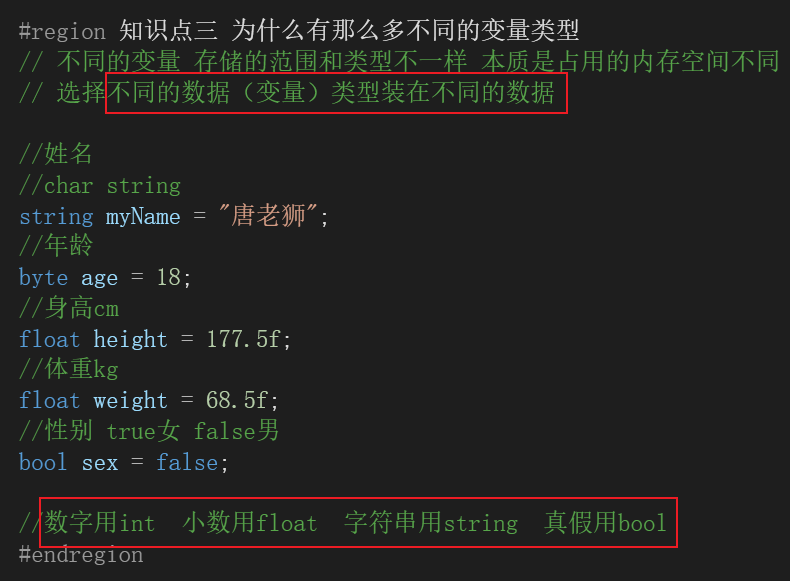 #region 知识点三 为什么有那么多不同的变量类型
// 不同的变量 存储的范围和类型不一样 本质是占用的内存空间不同
// 选择不同的数据（变量）类型装在不同的数据
//姓名
//char string
string myName = "唐老狮";
//年龄
byte age = 18;
//身高cm
float height = 177.5f;
//体重kg
float weight = 68.5f;
//性别 true女 false男
bool sex = false;
//数字用int  小数用float  字符串用string  真假用bool
#endregion